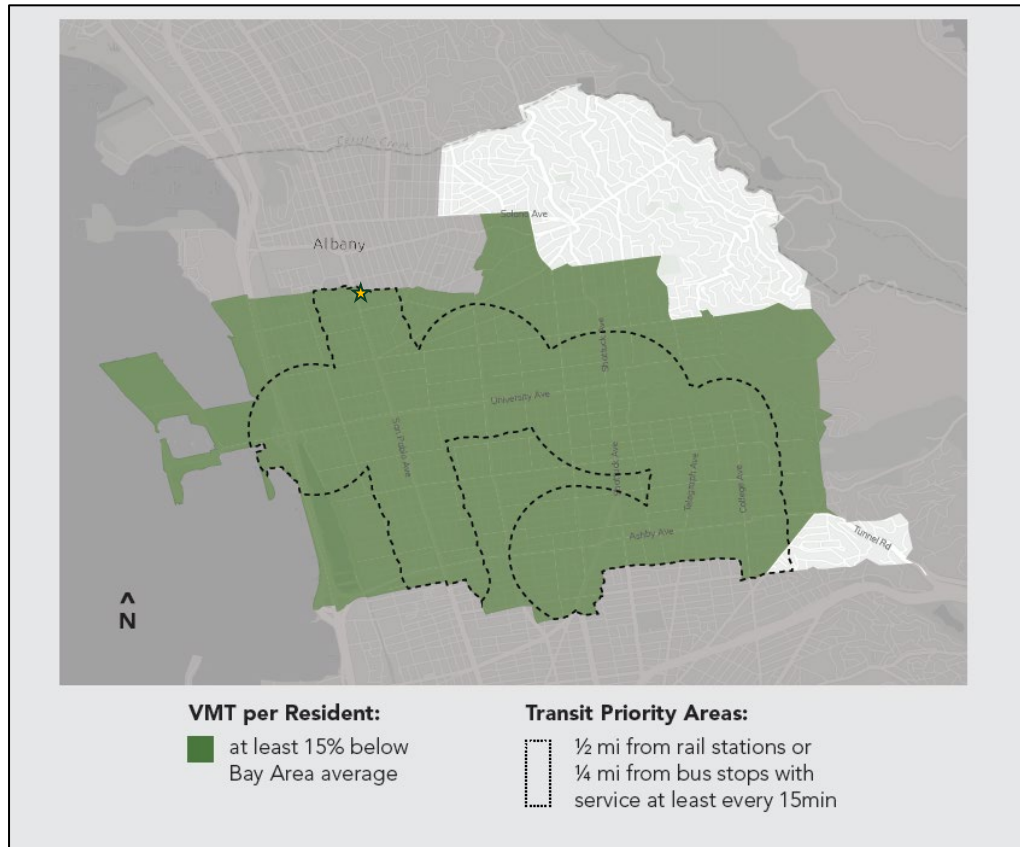 Cerrito Creek
Solano Ave
Albany
Shattuck Ave
University Ave
San Pablo Ave
Shattuck Ave
Telegraph Ave
College Ave
Ashby Ave
Tunnel Rd
^
N
VMT per Resident:
at least 15% below
Bay Area average
Transit Priority Areas:
½ mi from rail stations or
¼ mi from bus stops with
service at least every 15min